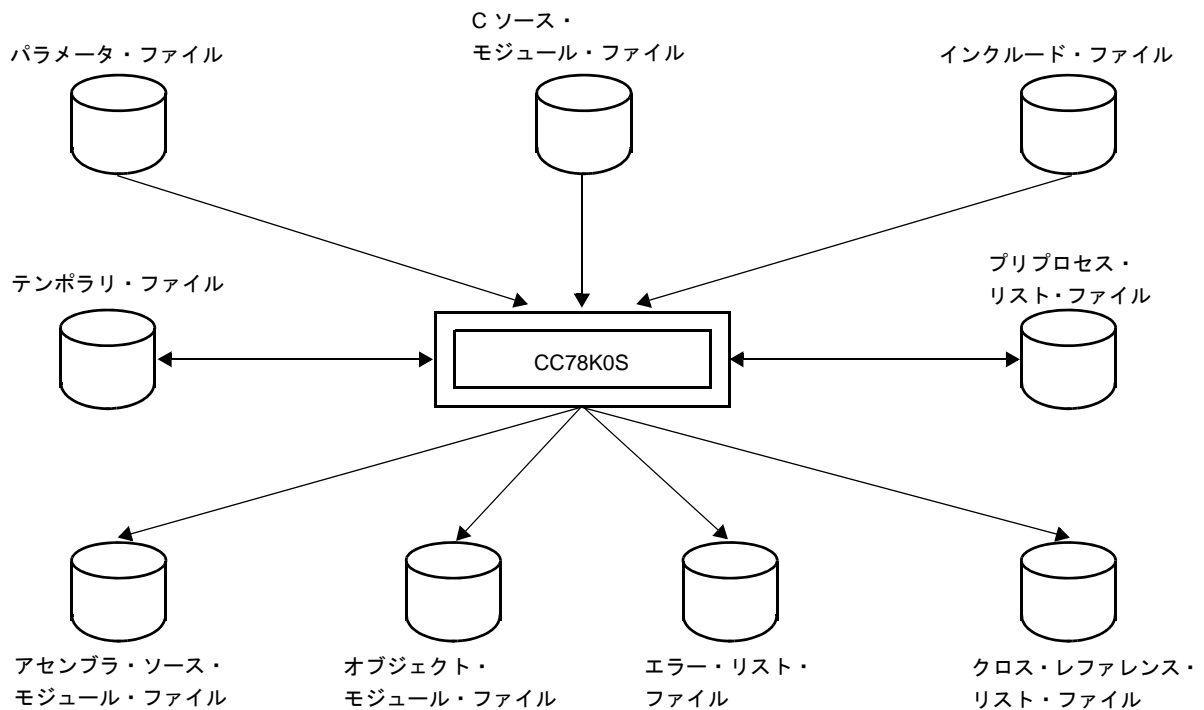 パラメータ・ファイル
C ソース・
モジュール・ファイル
インクルード・ファイル
テンポラリ・ファイル
プリプロセス・
リスト・ファイル
CC78K0S
アセンブラ・ソース・
モジュール・ファイル
オブジェクト・
モジュール・ファイル
エラー・リスト・
ファイル
クロス・レファレンス・
リスト・ファイル